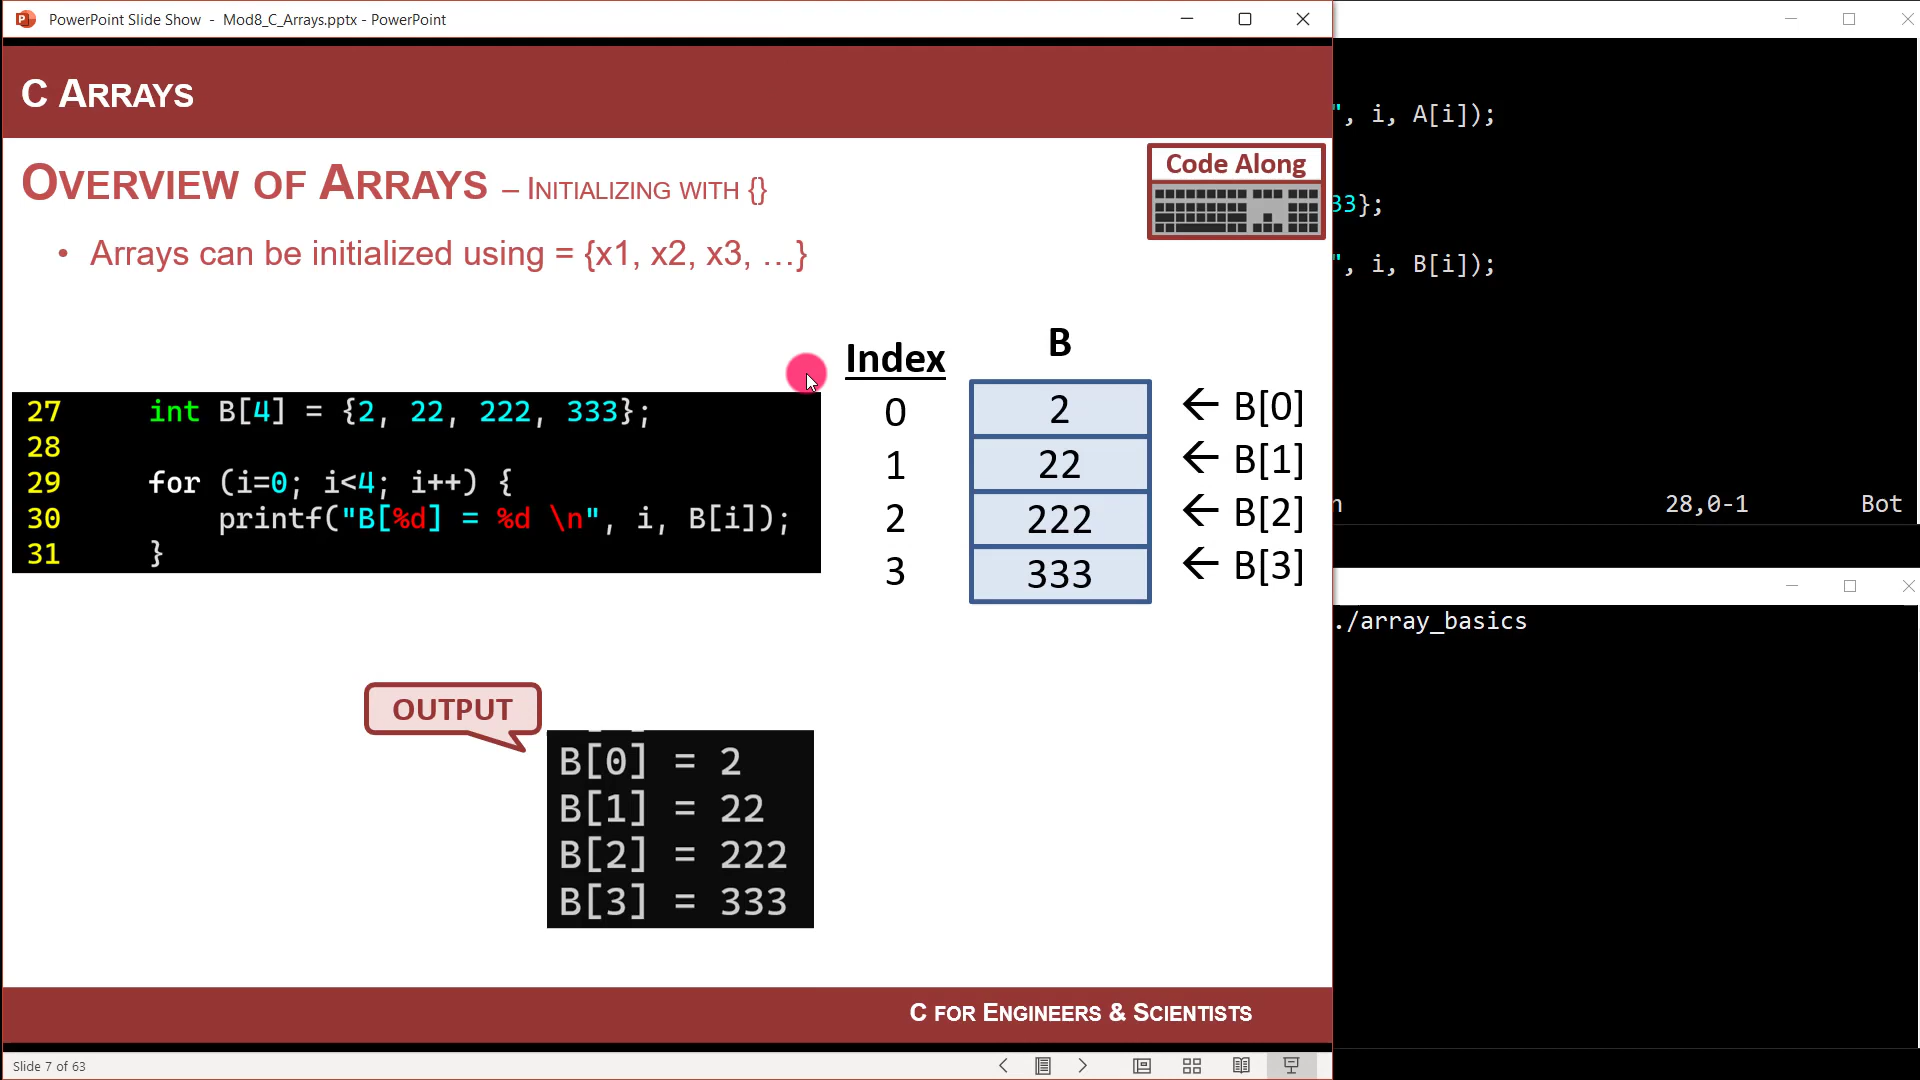 PowerPoint Slide Show - Mod8_C_Arrays.pptx - PowerPoint
C ARRAYS
OVERVIEW OF ARRAYS – INITIALIZING WITH {}
Code Along
• Arrays can be initialized using = {x1, x2, x3, …}
27 int B[4] = {2, 22, 222, 333};
28
29 for (i=0; i<4; i++) {
30 printf("B[%d] = %d \n", i, B[i]);
31 }
Index B
0 2 ← B[0]
1 22 ← B[1]
2 222 ← B[2]
3 333 ← B[3]
OUTPUT
B[0] = 2
B[1] = 22
B[2] = 222
B[3] = 333
C FOR ENGINEERS & SCIENTISTS
Slide 7 of 63
", i, A[i]);
33};
", i, B[i]);
28,0-1 Bot
./array_basics